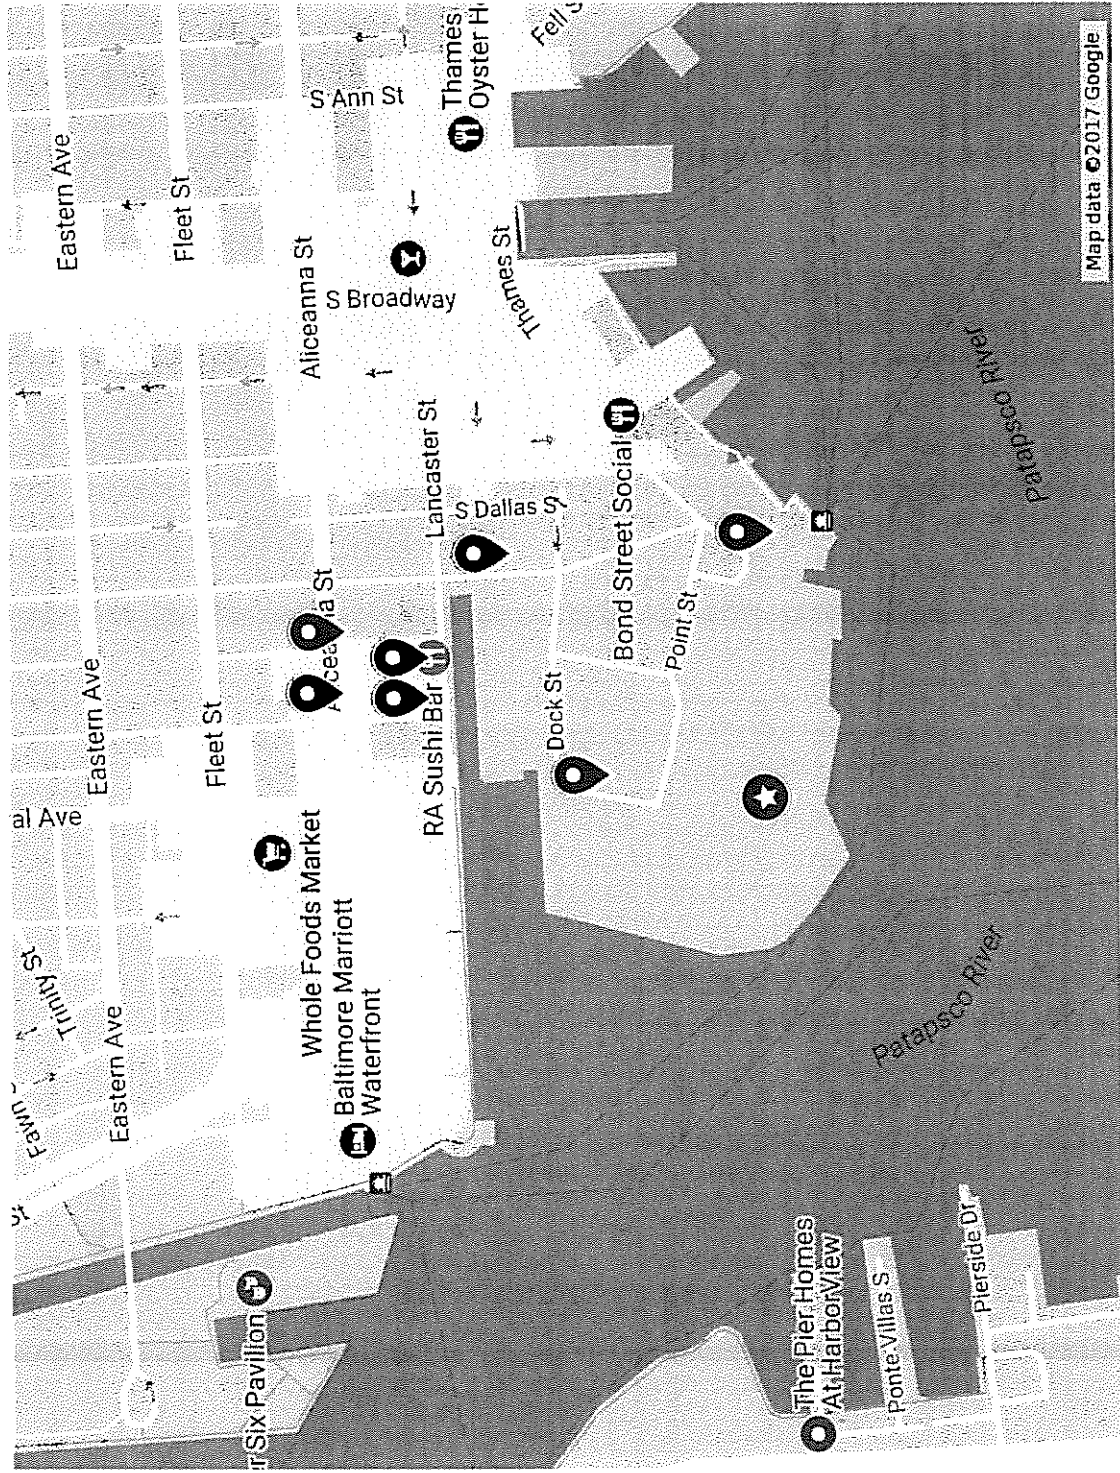 Eastern Ave
Fleet St
S Ann St
Thames
Oyster H
Fell S
Aliceanna St
S Broadway
Thames St
Lancaster St
S Dallas S
Bond Street Social
Point St
Patapsco River
Eastern Ave
Fleet St
RA Sushi Bar
Dock St
al Ave
Whole Foods Market
Baltimore Marriott
Waterfront
Trinity St
Fawn
Eastern Ave
St
Patapsco River
r Six Pavilion
The Pier Homes
At HarborView
Ponte Villas S
Pierside Dr
Map data ©2017 Google